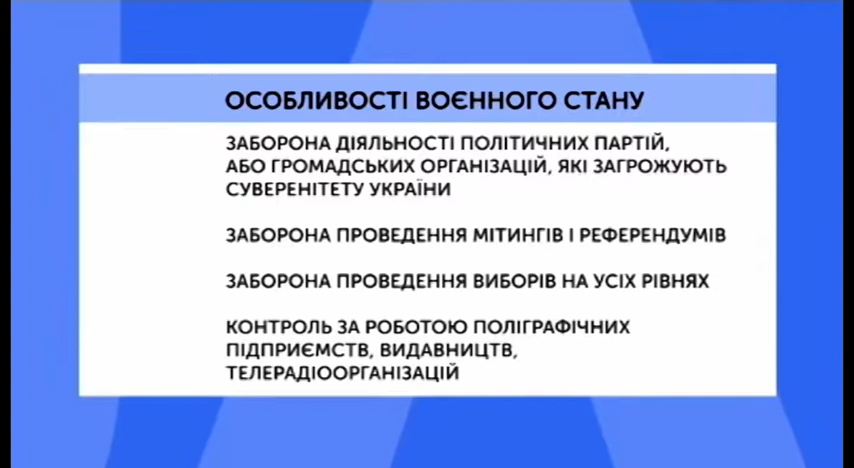 ОСОБЛИВОСТІ ВОЄННОГО СТАНУ
ЗАБОРОНА ДІЯЛЬНОСТІ ПОЛІТИЧНИХ ПАРТІЙ,
АБО ГРОМАДСЬКИХ ОРГАНІЗАЦІЙ, ЯКІ ЗАГРОЖУЮТЬ
СУВЕРЕНІТЕТУ УКРАЇНИ
ЗАБОРОНА ПРОВЕДЕННЯ МІТИНГІВ І РЕФЕРЕНДУМІВ
ЗАБОРОНА ПРОВЕДЕННЯ ВИБОРІВ НА УСІХ РІВНЯХ
КОНТРОЛЬ ЗА РОБОТОЮ ПОЛІГРАФІЧНИХ
ПІДПРИЄМСТВ, ВИДАВНИЦТВ,
ТЕЛЕРАДІООРГАНІЗАЦІЙ